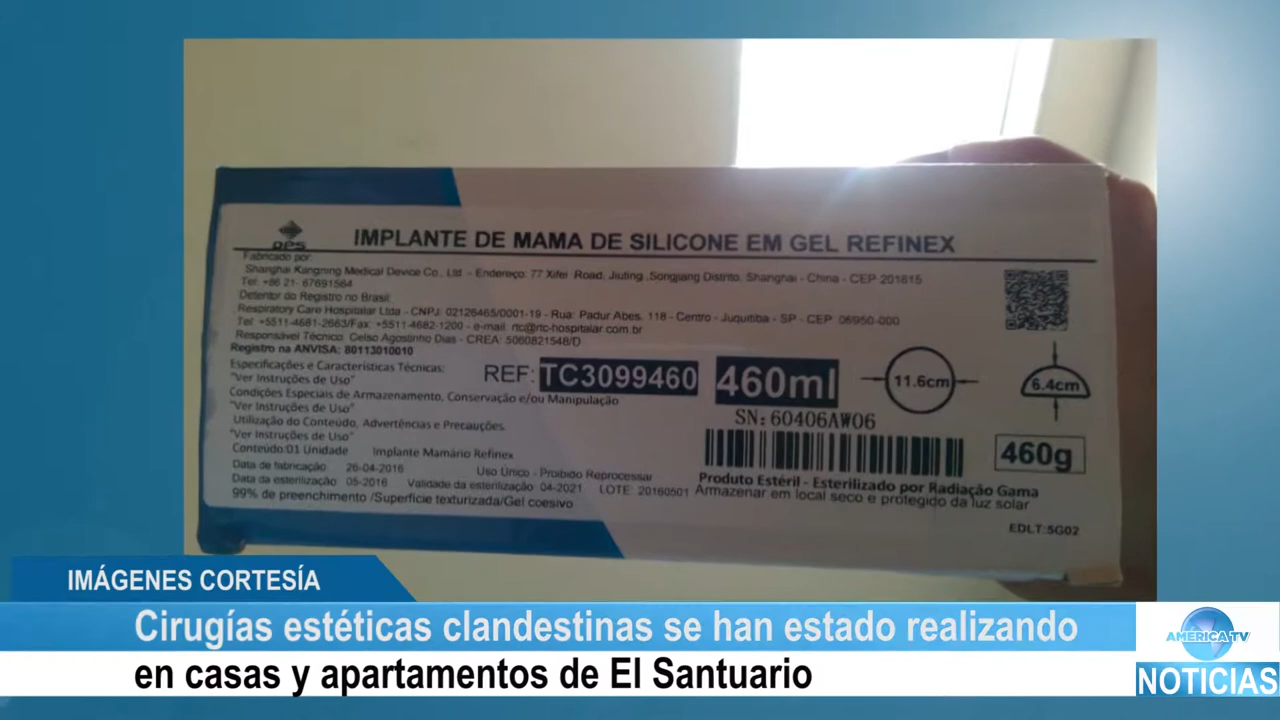 DPS
IMPLANTE DE MAMA DE SILICONE EM GEL REFINEX
Fabricado por:
Shanghai Kangning Medical Device Co., Ltd - Endereço: 77 Xifei Road, Jiuting ,Songjiang Distrito, Shanghai - China - CEP 201615
Tel: +86 21- 67691564
Detentor do Registro no Brasil:
Respiratory Care Hospitalar Ltda - CNPJ: 02126465/0001-19 - Rua: Padur Abes, 118 - Centro - Juquitiba - SP - CEP 06950-000
Tel +5511-4681-2663/Fax: +5511-4682-1200 - e-mail: rtc@rtc-hospitalar.com.br
Responsável Técnico: Celso Agostinho Dias - CREA: 5060821548/D
Registro na ANVISA: 80113010010
Especificações e Características Técnicas:
"Ver Instruções de Uso"
REF: TC3099460 460ml 11.6cm 6.4cm
Condições Especiais de Armazenamento, Conservação e/ou Manipulação
"Ver Instruções de Uso"
SN:60406AW06
Utilização do Conteúdo, Advertências e Precauções.
"Ver Instruções de Uso"
Conteúdo:01 Unidade Implante Mamário Refinex
460g
Data de fabricação 26-04-2016 Uso Único - Proibido Reprocessar
Data da esterilização 05-2016 Validade da esterilização 04-2021 LOTE: 20160501
99% de preenchimento /Superfície texturizada/Gel coesivo
Produto Estéril - Esterilizado por Radiação Gama
Armazenar em local seco e protegido da luz solar
EDLT:5G02
IMÁGENES CORTESÍA
Cirugías estéticas clandestinas se han estado realizando
en casas y apartamentos de El Santuario
AMÉRICA TV
NOTICIAS